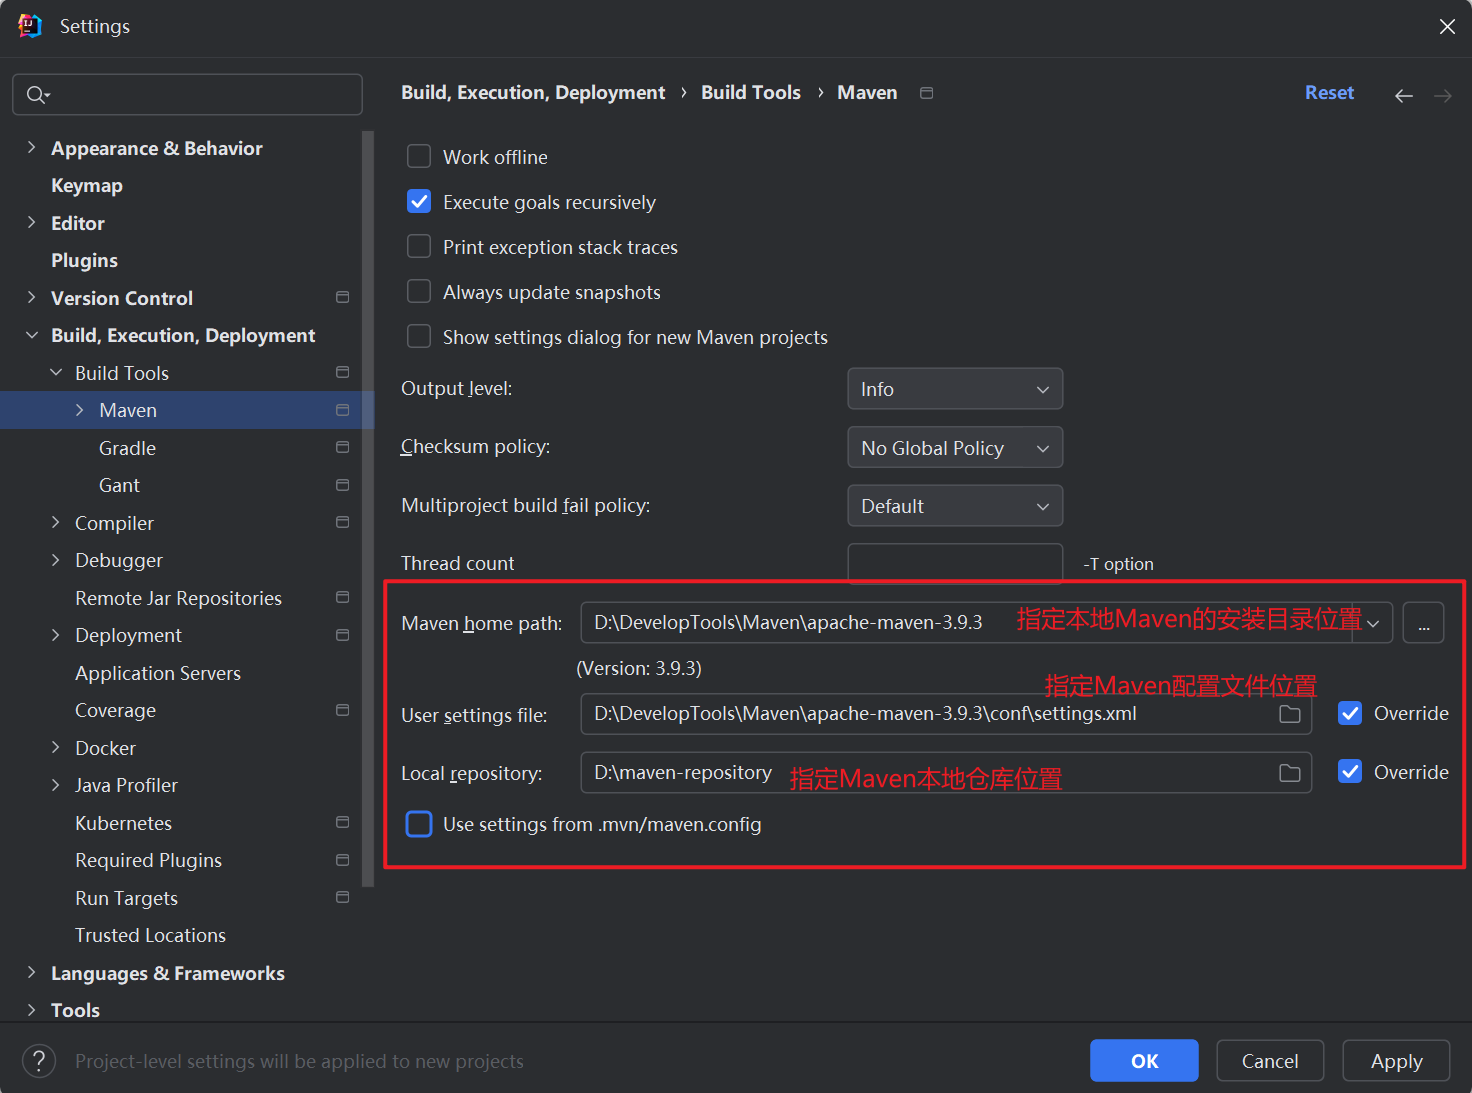 Settings
Appearance & Behavior
Keymap
Editor
Plugins
Version Control
Build, Execution, Deployment
Build Tools
Maven
Gradle
Gant
Compiler
Debugger
Remote Jar Repositories
Deployment
Application Servers
Coverage
Docker
Java Profiler
Kubernetes
Required Plugins
Run Targets
Trusted Locations
Languages & Frameworks
Tools
Build, Execution, Deployment › Build Tools › Maven
Reset
Work offline
Execute goals recursively
Print exception stack traces
Always update snapshots
Show settings dialog for new Maven projects
Output level: Info
Checksum policy: No Global Policy
Multiproject build fail policy: Default
Thread count -T option
Maven home path: D:\DevelopTools\Maven\apache-maven-3.9.3 指定本地Maven的安装目录位置 ...
(Version: 3.9.3)
指定Maven配置文件位置
User settings file: D:\DevelopTools\Maven\apache-maven-3.9.3\conf\settings.xml Override
Local repository: D:\maven-repository 指定Maven本地仓库位置 Override
Use settings from .mvn/maven.config
? Project-level settings will be applied to new projects
OK Cancel Apply